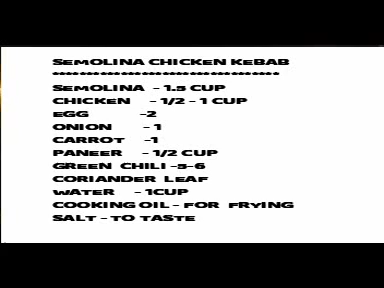 SEMOLINA CHICKEN KEBAB
**********************************
SEMOLINA - 1.5 CUP
CHICKEN - 1/2 - 1 CUP
EGG -2
ONION - 1
CARROT -1
PANEER - 1/2 CUP
GREEN CHILI -5-6
CORIANDER LEAF
WATER - 1CUP
COOKING OIL - FOR FRYING
SALT - TO TASTE